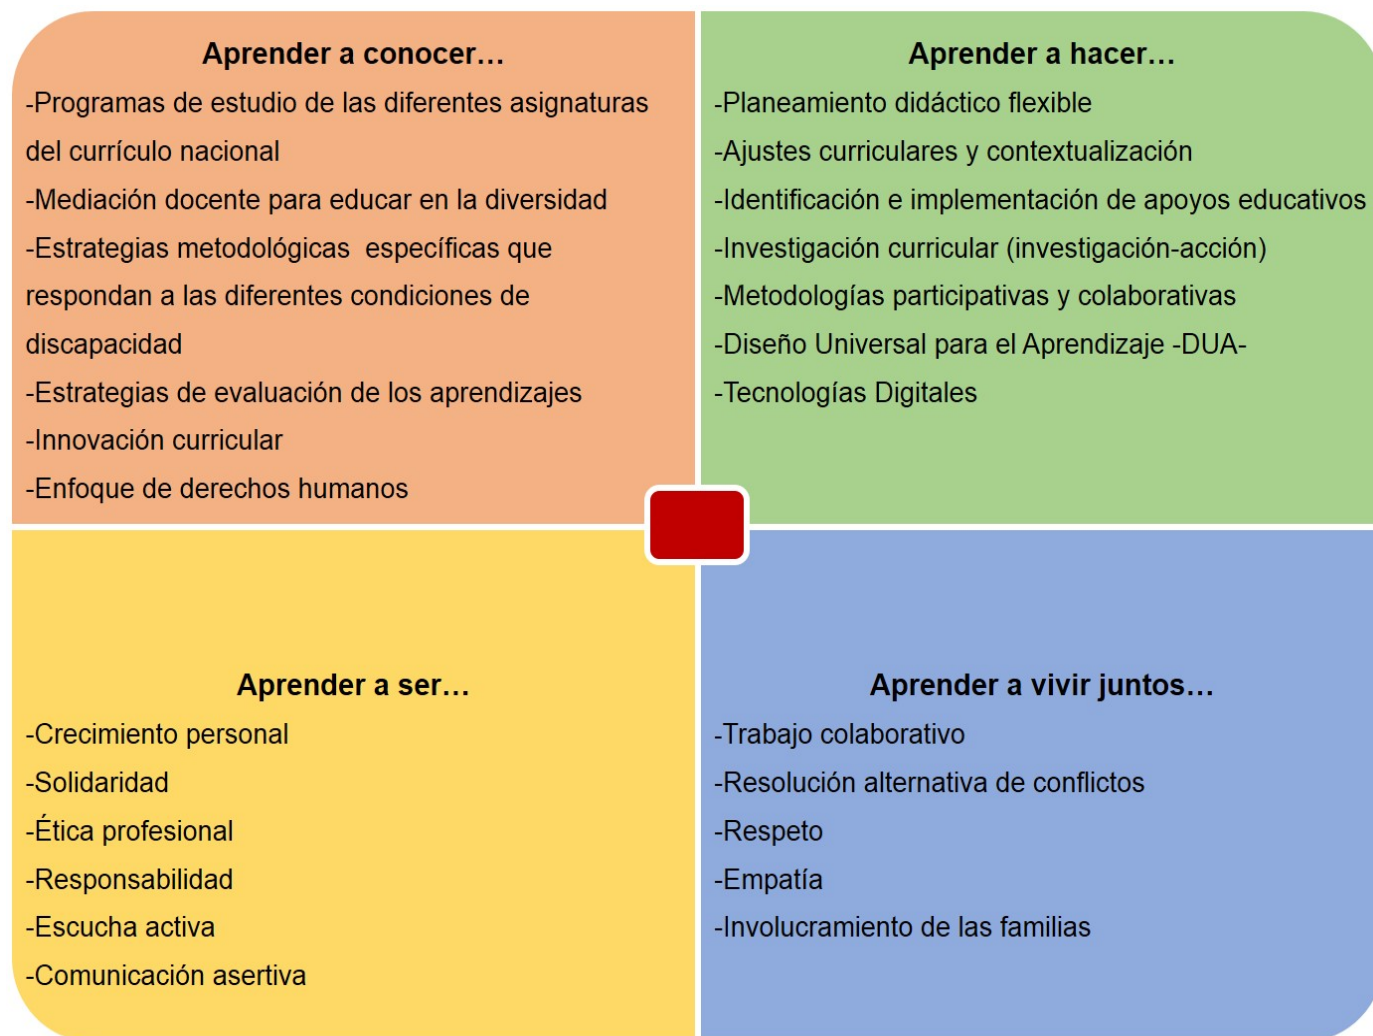 Aprender a conocer…
-Programas de estudio de las diferentes asignaturas
del currículo nacional
-Mediación docente para educar en la diversidad
-Estrategias metodológicas  específicas que
respondan a las diferentes condiciones de
discapacidad
-Estrategias de evaluación de los aprendizajes
-Innovación curricular
-Enfoque de derechos humanos
Aprender a hacer…
-Planeamiento didáctico flexible
-Ajustes curriculares y contextualización
-Identificación e implementación de apoyos educativos
-Investigación curricular (investigación-acción)
-Metodologías participativas y colaborativas
-Diseño Universal para el Aprendizaje -DUA-
-Tecnologías Digitales
Aprender a ser…
-Crecimiento personal
-Solidaridad
-Ética profesional
-Responsabilidad
-Escucha activa
-Comunicación asertiva
Aprender a vivir juntos…
-Trabajo colaborativo
-Resolución alternativa de conflictos
-Respeto
-Empatía
-Involucramiento de las familias